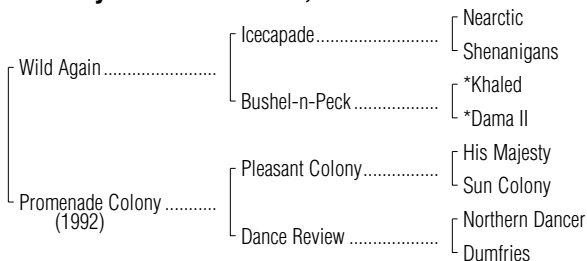 Nearctic
Icecapade
Shenanigans
Wild Again
*Khaled
Bushel-n-Peck
*Dama II
His Majesty
Pleasant Colony
Sun Colony
Promenade Colony
(1992)
Northern Dancer
Dance Review
Dumfries